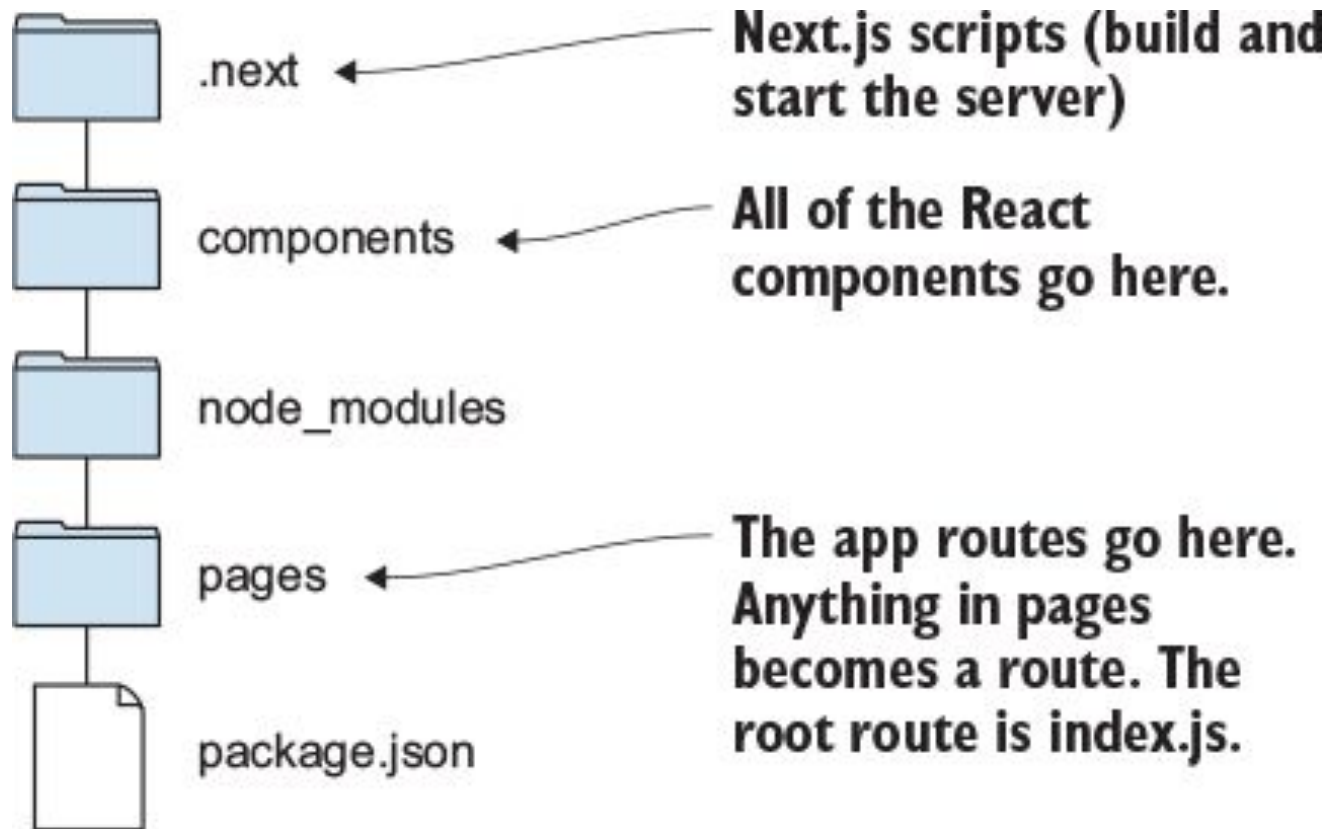 .next
Next.js scripts (build and
start the server)
components
All of the React
components go here.
node_modules
pages
The app routes go here.
Anything in pages
becomes a route. The
root route is index.js.
package.json